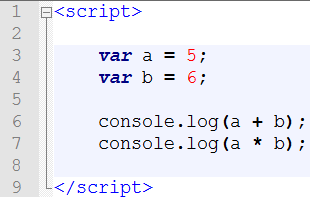 1 <script>
2
3 var a = 5;
4 var b = 6;
5
6 console.log(a + b);
7 console.log(a * b);
8
9 </script>